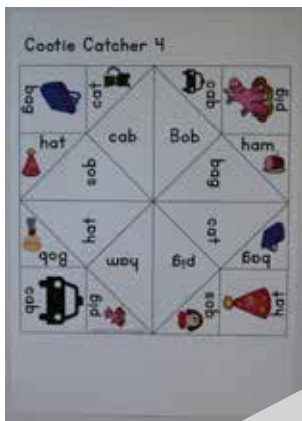 Cootie Catcher 4
bag
cat
cab
pig
hat
cab
Bob
ham
sob
bag
hat
cat
Bob
ham
pig
bag
cab
pig
sob
hat